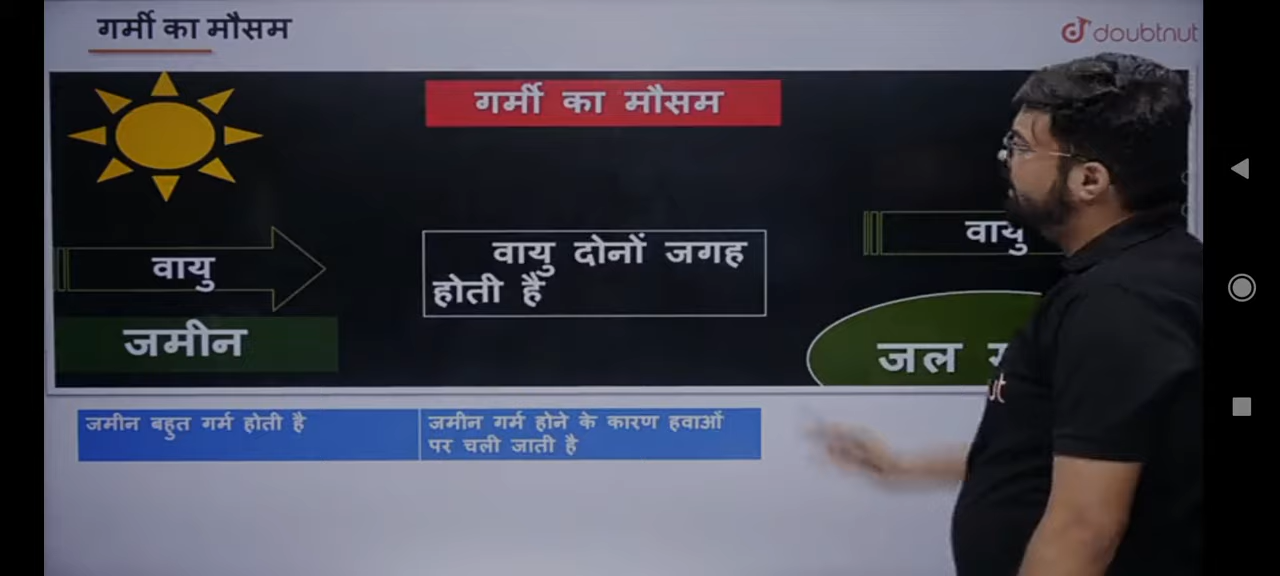 गर्मी का मौसम
doubtnut
गर्मी का मौसम
वायु
वायु दोनों जगह
होती है
वायु
जमीन
जल
जमीन बहुत गर्म होती है
जमीन गर्म होने के कारण हवाओं
पर चली जाती है